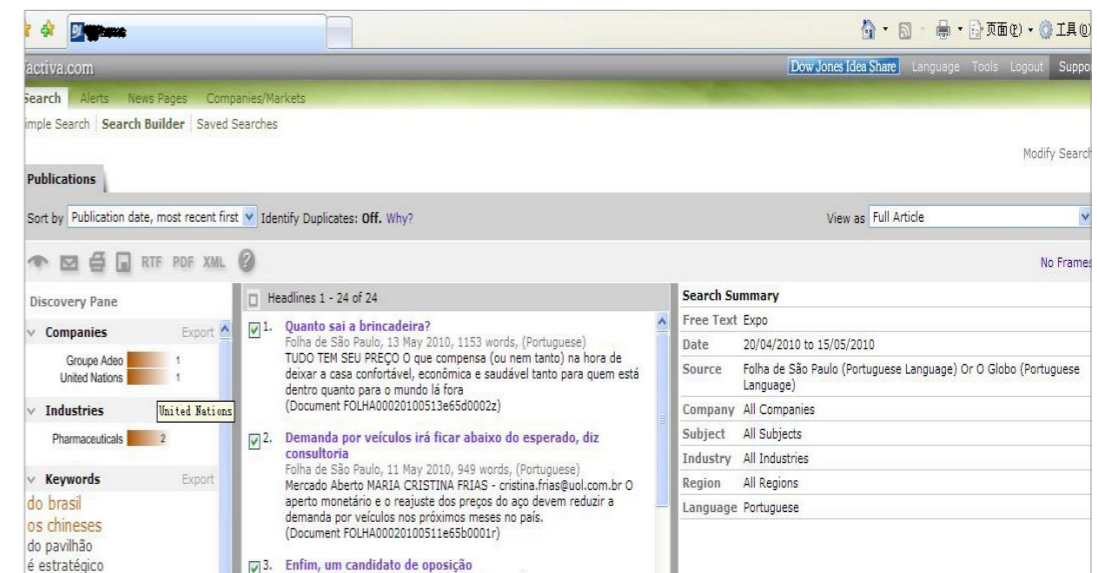 页面(P) 工具(O)
factiva.com Dow Jones Idea Share Language Tools Logout Suppo
Search Alerts News Pages Companies/Markets
imple Search Search Builder Saved Searches
Modify Search
Publications
Sort by Publication date, most recent first Identify Duplicates: Off. Why? View as Full Article
RTF PDF XML ? No Frames
Discovery Pane
Companies Export
Groupe Adeo 1
United Nations 1
Industries
United Nations
Pharmaceuticals 2
Keywords Export
do brasil
os chineses
do pavilhão
é estratégico
Headlines 1 - 24 of 24
1. Quanto sai a brincadeira?
Folha de São Paulo, 13 May 2010, 1153 words, (Portuguese)
TUDO TEM SEU PREÇO O que compensa (ou nem tanto) na hora de
deixar a casa confortável, econômica e saudável tanto para quem está
dentro quanto para o mundo lá fora
(Document FOLHA00020100513e65d0002z)
2. Demanda por veículos irá ficar abaixo do esperado, diz
consultoria
Folha de São Paulo, 11 May 2010, 949 words, (Portuguese)
Mercado Aberto MARIA CRISTINA FRIAS - cristina.frias@uol.com.br O
aperto monetário e o reajuste dos preços do aço devem reduzir a
demanda por veículos nos próximos meses no país.
(Document FOLHA00020100511e65b0001r)
3. Enfim, um candidato de oposição
Search Summary
Free Text Expo
Date 20/04/2010 to 15/05/2010
Source Folha de São Paulo (Portuguese Language) Or O Globo (Portuguese
Language)
Company All Companies
Subject All Subjects
Industry All Industries
Region All Regions
Language Portuguese